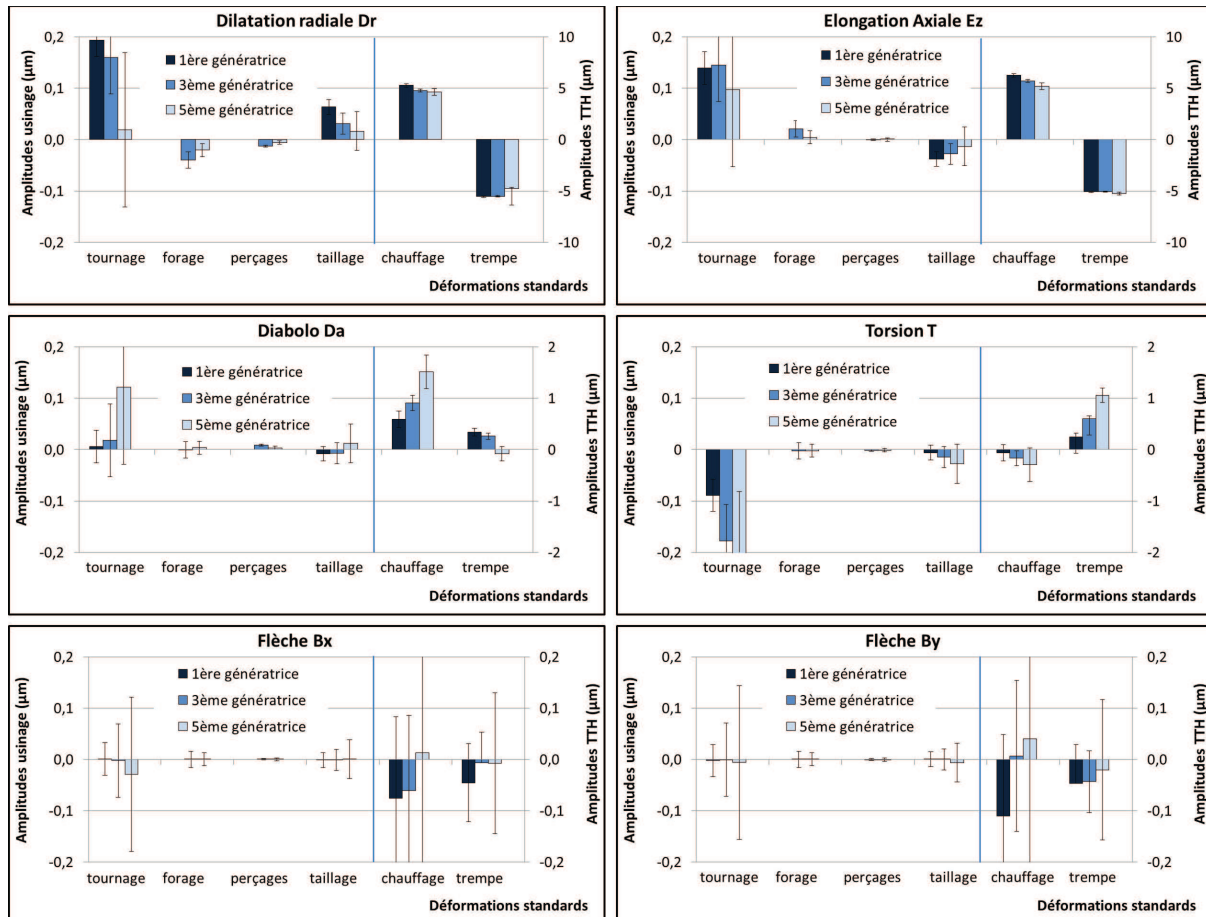 Dilatation radiale Dr
Amplitudes usinage (µm)
0,2
0,1
0,0
-0,1
-0,2
1ère génératrice
3ème génératrice
5ème génératrice
10
5
0
-5
-10
Amplitudes TTH (µm)
tournage forage perçages taillage chauffage trempe
Déformations standards
Elongation Axiale Ez
Amplitudes usinage (µm)
0,2
0,1
0,0
-0,1
-0,2
1ère génératrice
3ème génératrice
5ème génératrice
10
5
0
-5
-10
Amplitudes TTH (µm)
tournage forage perçages taillage chauffage trempe
Déformations standards
Diabolo Da
Amplitudes usinage (µm)
0,2
0,1
0,0
-0,1
-0,2
1ère génératrice
3ème génératrice
5ème génératrice
2
1
0
-1
-2
Amplitudes TTH (µm)
tournage forage perçages taillage chauffage trempe
Déformations standards
Torsion T
Amplitudes usinage (µm)
0,2
0,1
0,0
-0,1
-0,2
1ère génératrice
3ème génératrice
5ème génératrice
2
1
0
-1
-2
Amplitudes TTH (µm)
tournage forage perçages taillage chauffage trempe
Déformations standards
Flèche Bx
Amplitudes usinage (µm)
0,2
0,1
0,0
-0,1
-0,2
1ère génératrice
3ème génératrice
5ème génératrice
0,2
0,1
0,0
-0,1
-0,2
Amplitudes TTH (µm)
tournage forage perçages taillage chauffage trempe
Déformations standards
Flèche By
Amplitudes usinage (µm)
0,2
0,1
0,0
-0,1
-0,2
1ère génératrice
3ème génératrice
5ème génératrice
0,2
0,1
0,0
-0,1
-0,2
Amplitudes TTH (µm)
tournage forage perçages taillage chauffage trempe
Déformations standards